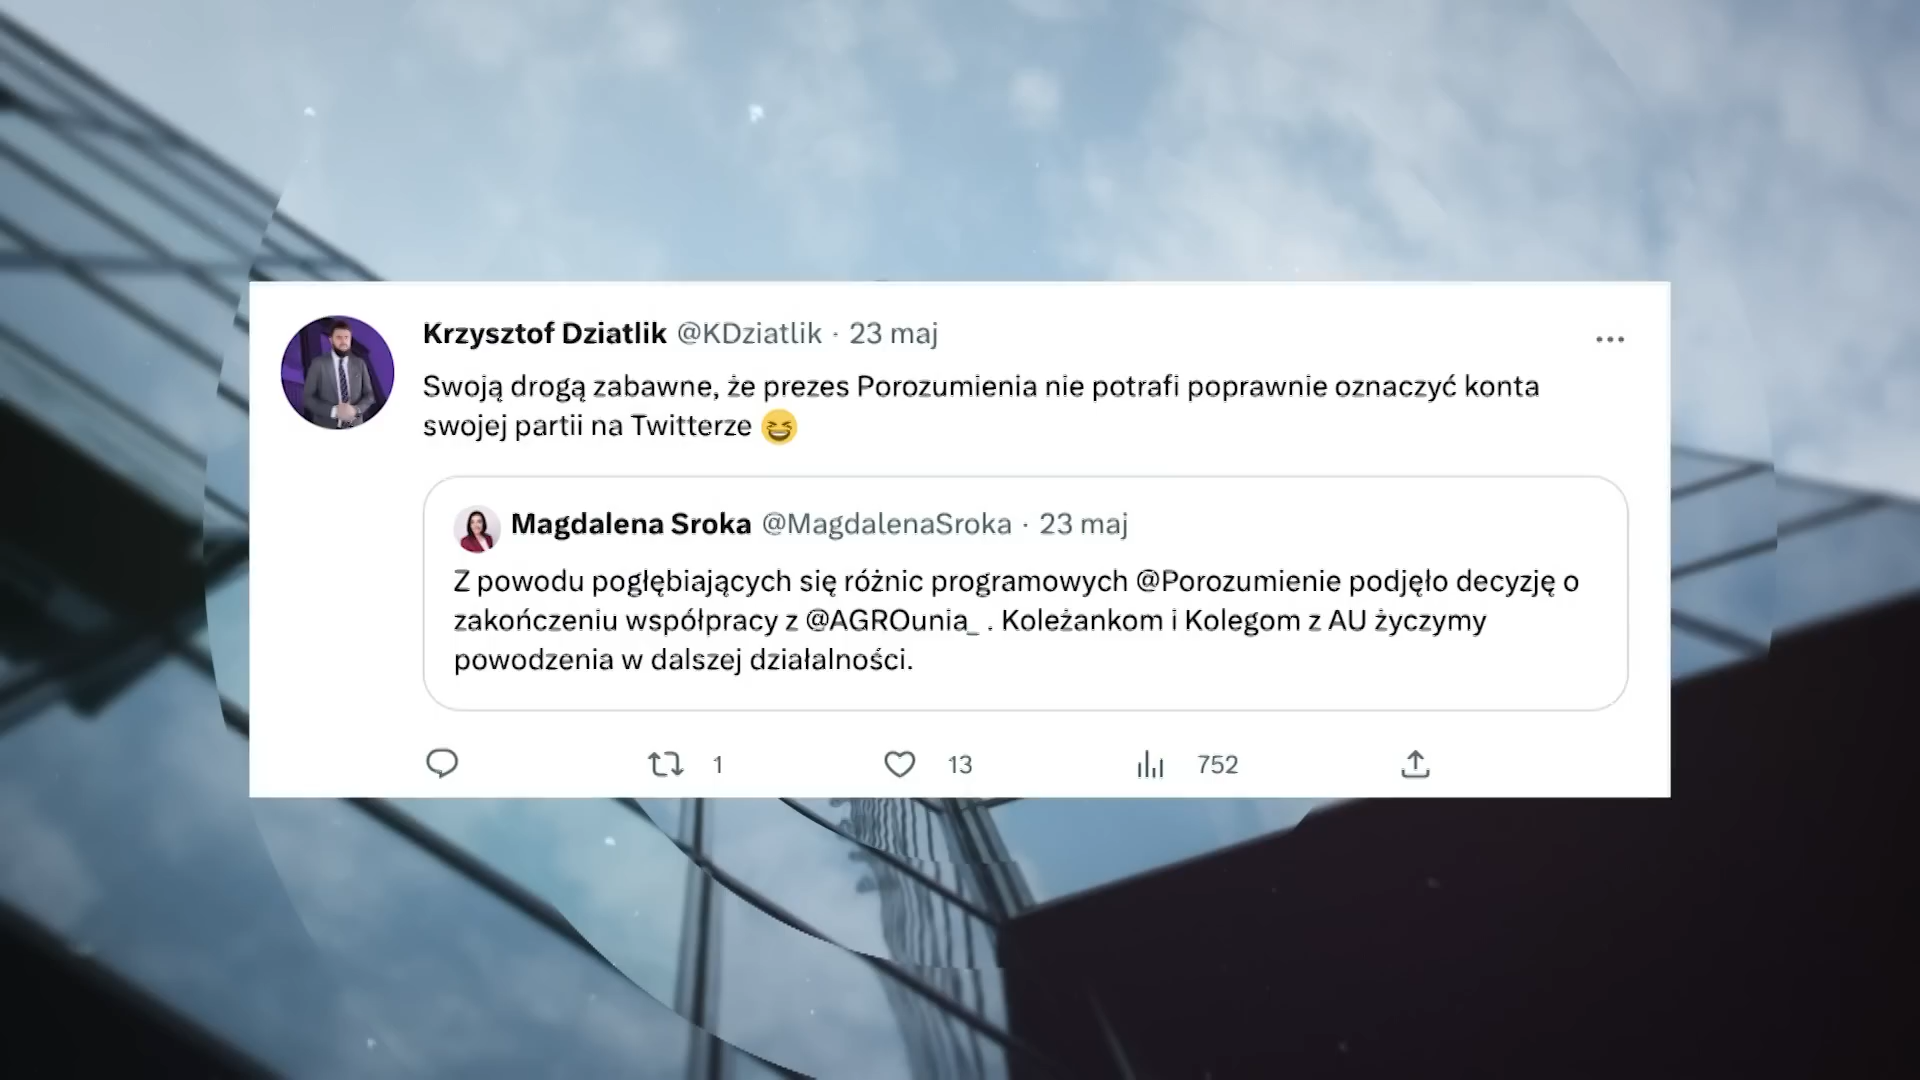 Krzysztof Dziatlik @KDziatlik · 23 maj
Swoją drogą zabawne, że prezes Porozumienia nie potrafi poprawnie oznaczyć konta
swojej partii na Twitterze 😆
Magdalena Sroka @MagdalenaSroka · 23 maj
Z powodu pogłębiających się różnic programowych @Porozumienie podjęło decyzję o
zakończeniu współpracy z @AGROunia_ . Koleżankom i Kolegom z AU życzymy
powodzenia w dalszej działalności.
1 13 752